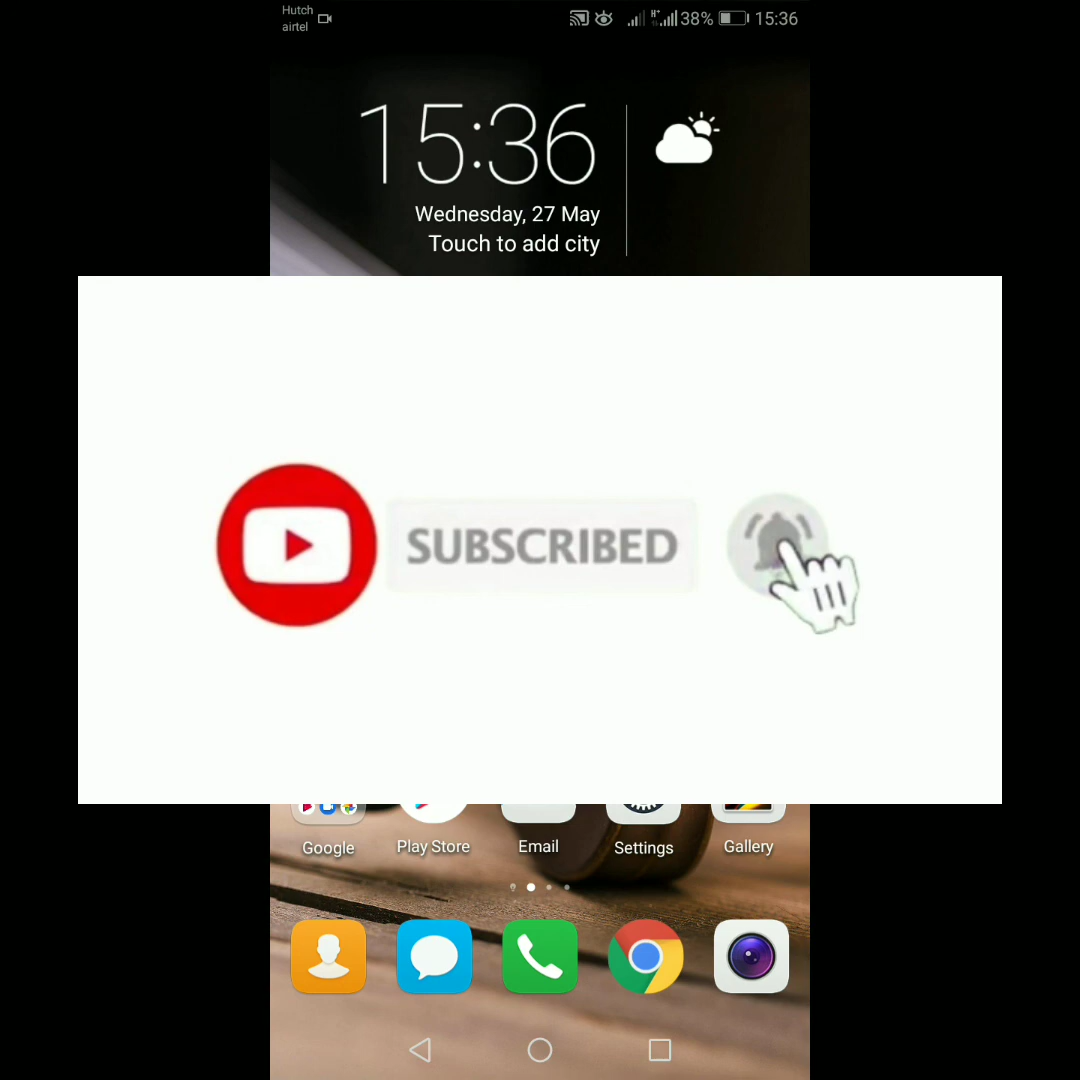 Hutch
airtel
38%
15:36
15:36
Wednesday, 27 May
Touch to add city
SUBSCRIBED
Google
Play Store
Email
Settings
Gallery